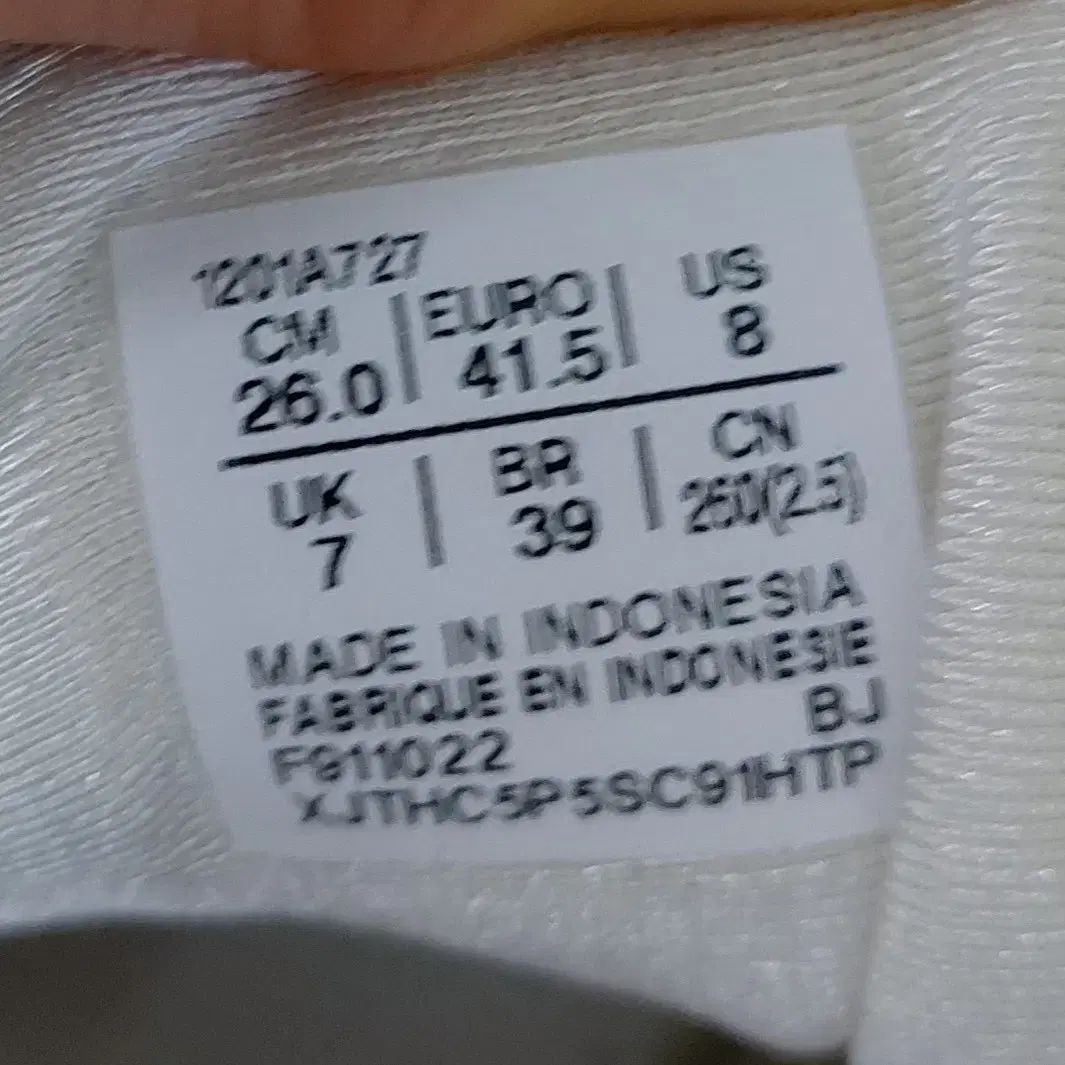 1201A727
CM | EURO | US
26.0 | 41.5 | 8
UK | BR | CN
7 | 39 | 260(2.5)
MADE IN INDONESIA
FABRIQUE EN INDONESIE
BJ
F911022
XJTHC5P5SC91HTP